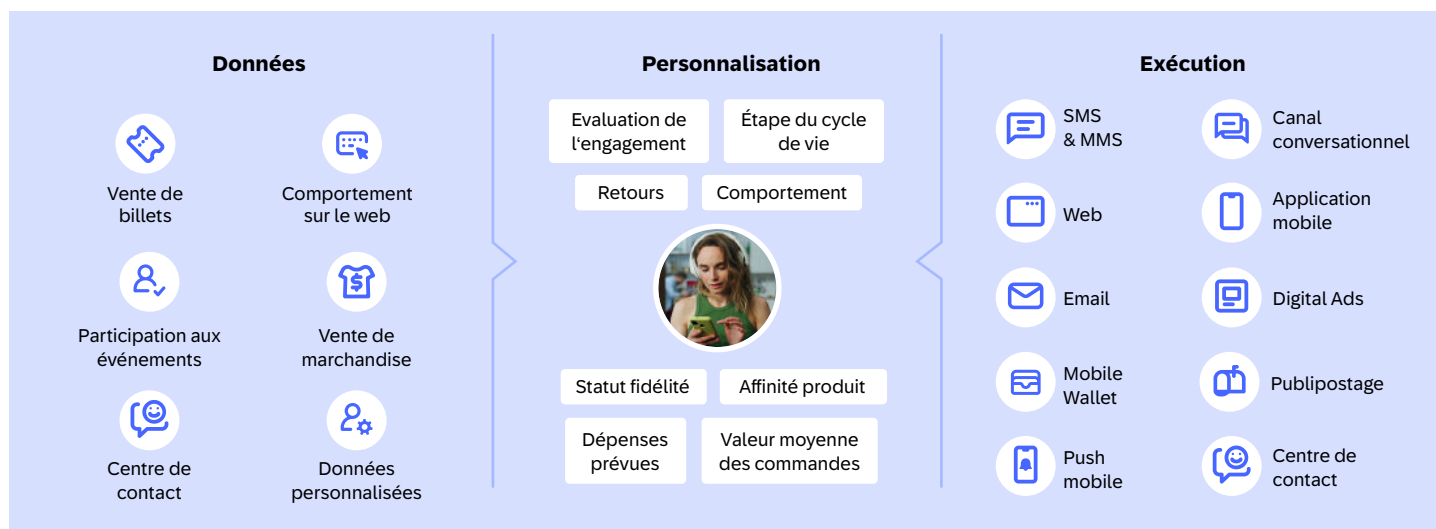 Données
Vente de
billets
Comportement
sur le web
Participation aux
événements
Vente de
marchandise
Centre de
contact
Données
personnalisées
Personnalisation
Evaluation de
l‘engagement
Étape du cycle
de vie
Retours
Comportement
Statut fidélité
Affinité produit
Dépenses
prévues
Valeur moyenne
des commandes
Exécution
SMS
& MMS
Canal
conversationnel
Web
Application
mobile
Email
Digital Ads
Mobile
Wallet
Publipostage
Push
mobile
Centre de
contact